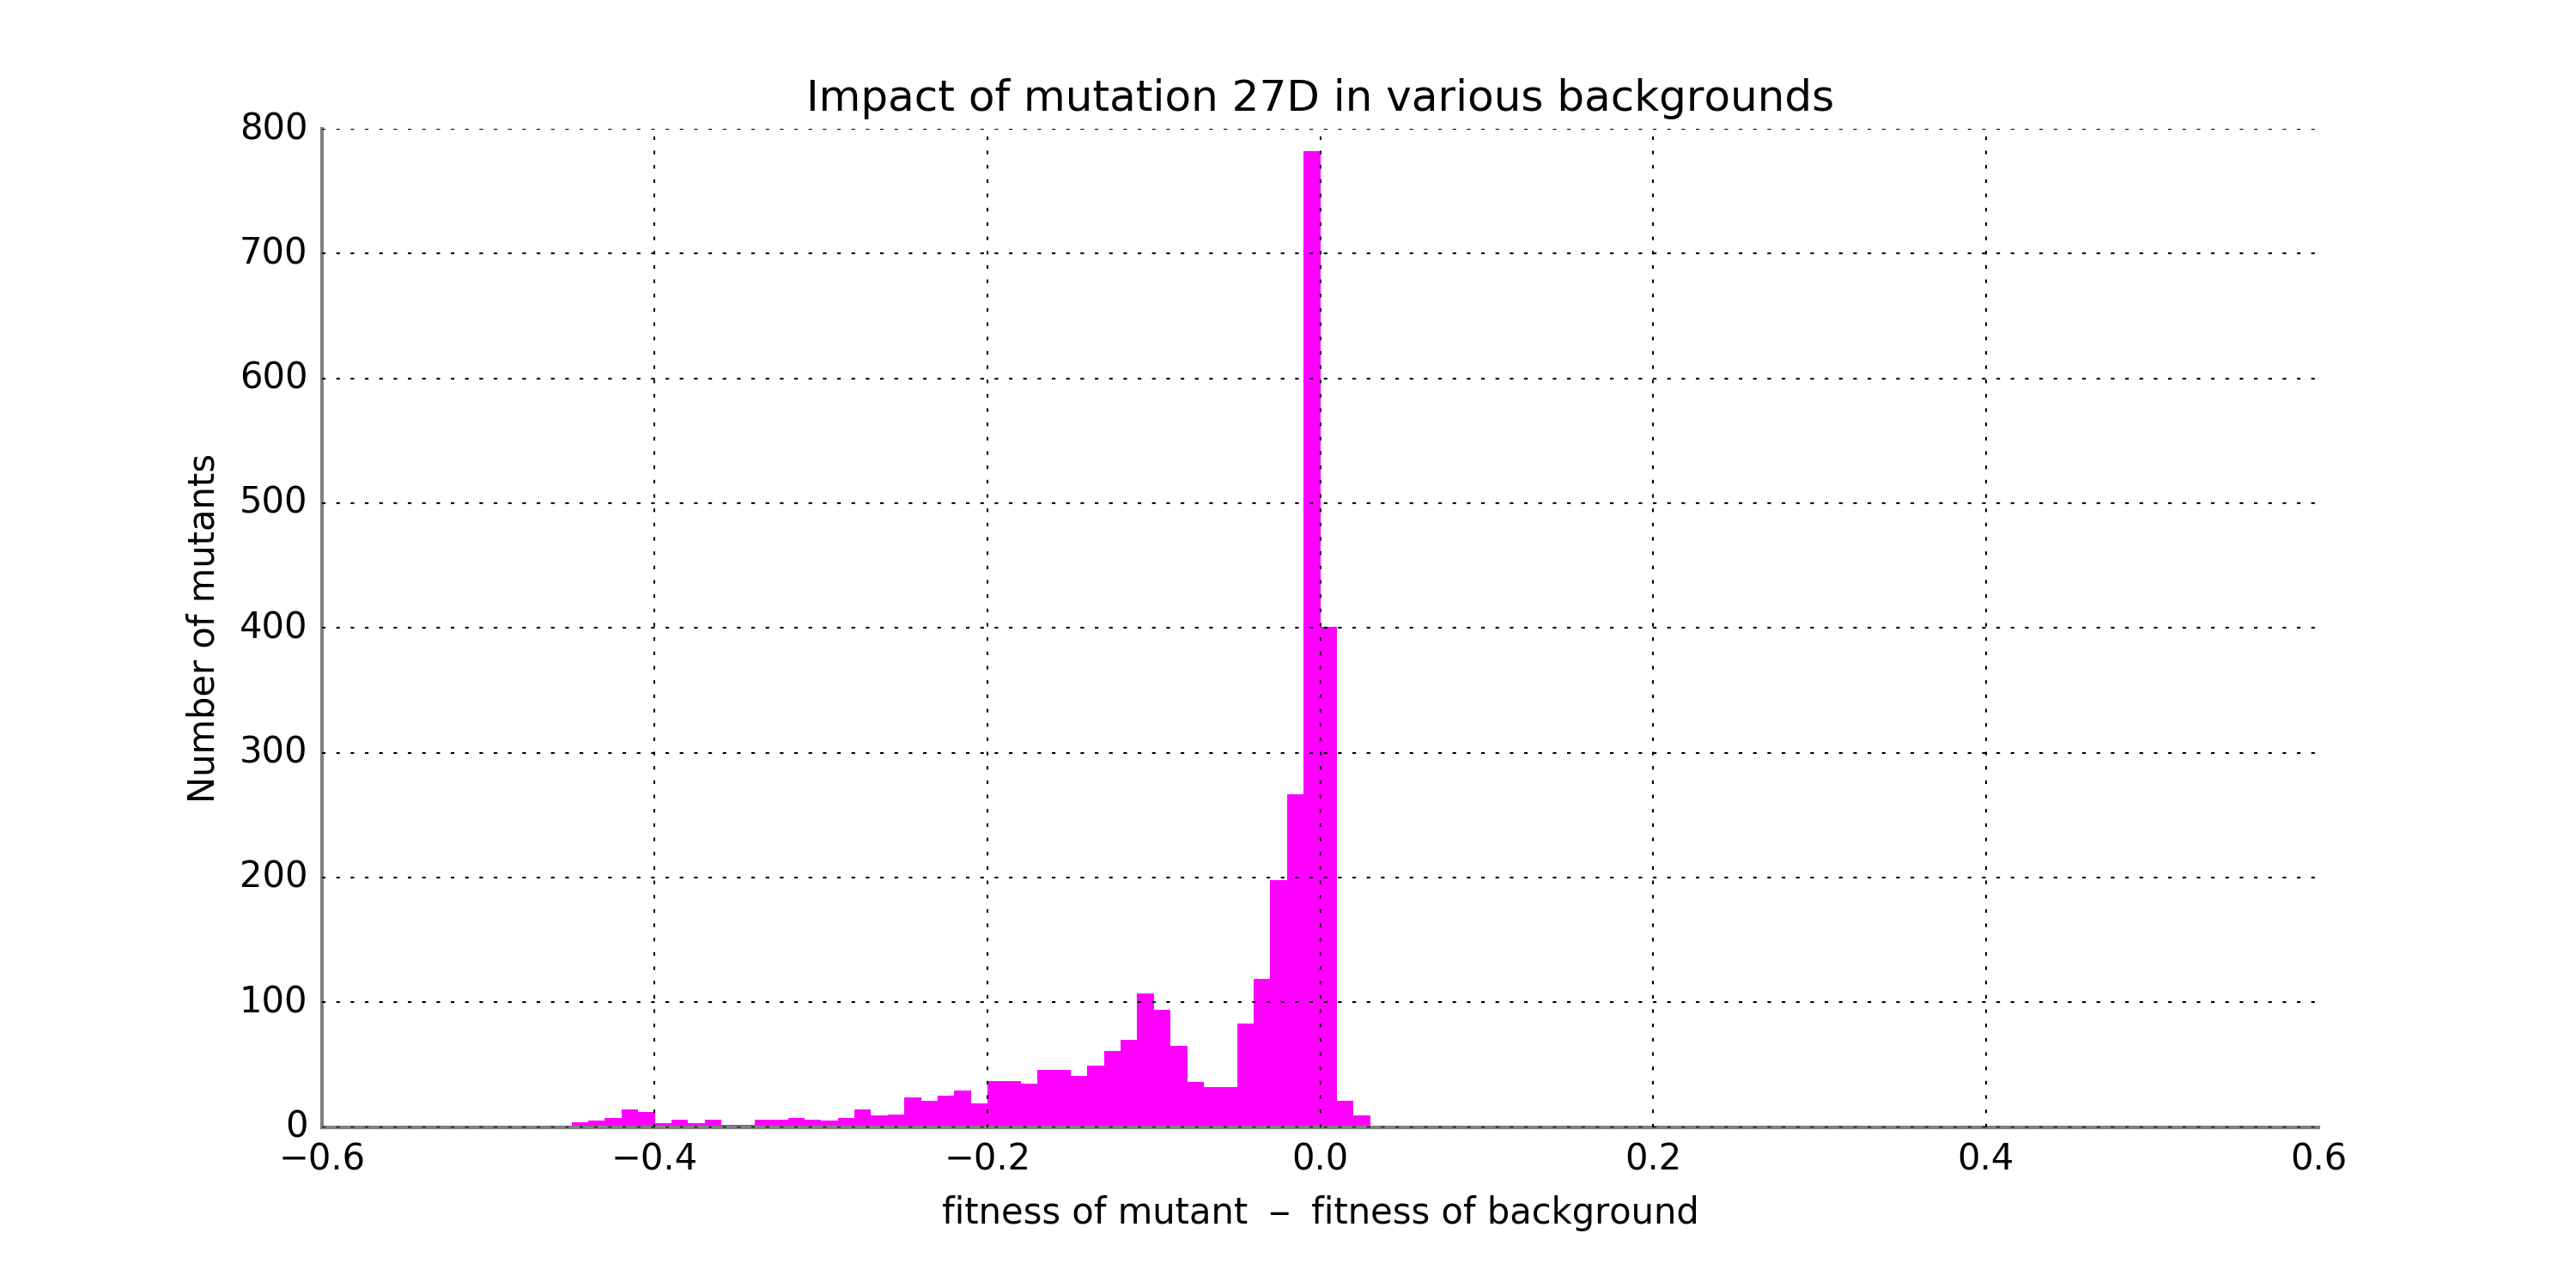 Impact of mutation 27D in various backgrounds
800
700
600
500
400
300
200
100
0
Number of mutants
−0.6 −0.4 −0.2 0.0 0.2 0.4 0.6
fitness of mutant − fitness of background